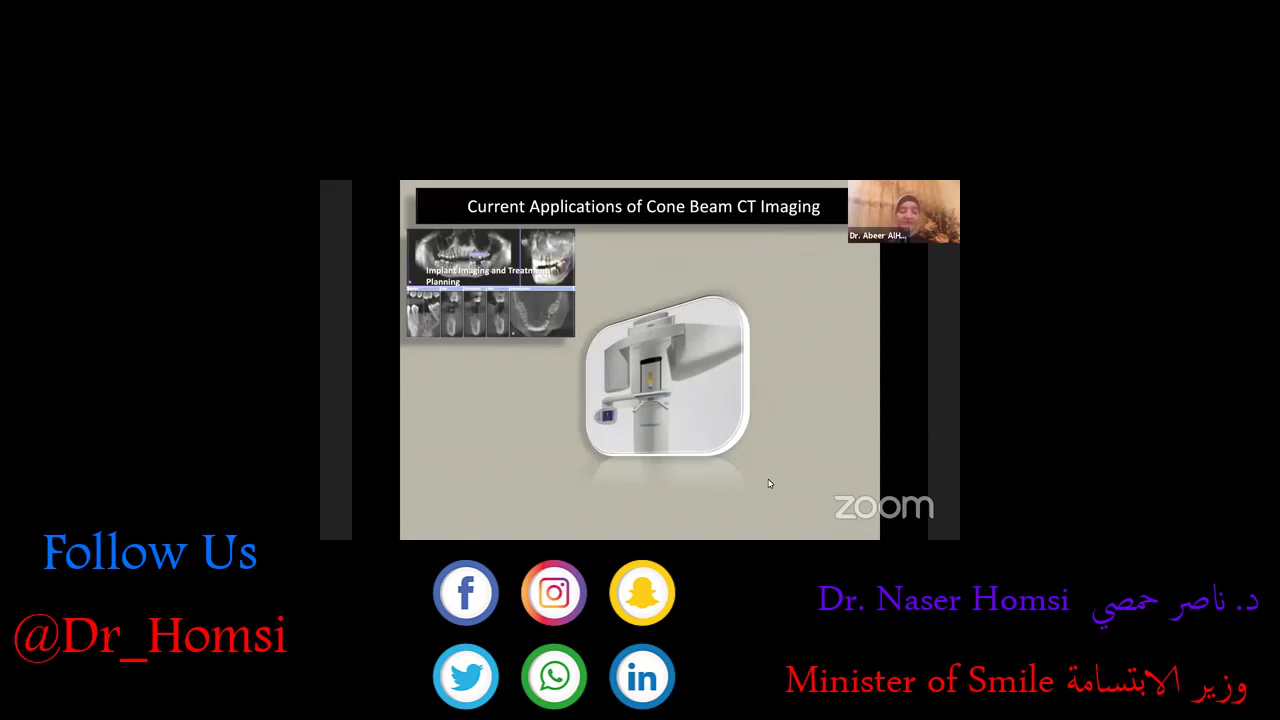 Current Applications of Cone Beam CT Imaging
Dr. Abeer AlH...
Implant Imaging and Treatment
Planning
zoom
Follow Us
@Dr_Homsi
Dr. Naser Homsi د. ناصر حمصي
Minister of Smile وزير الابتسامة